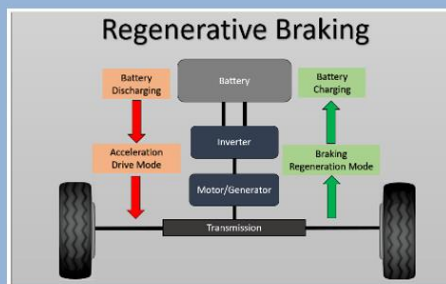 Regenerative Braking
Battery
Discharging
Battery
Battery
Charging
Inverter
Acceleration
Drive Mode
Braking
Regeneration Mode
Motor/Generator
Transmission